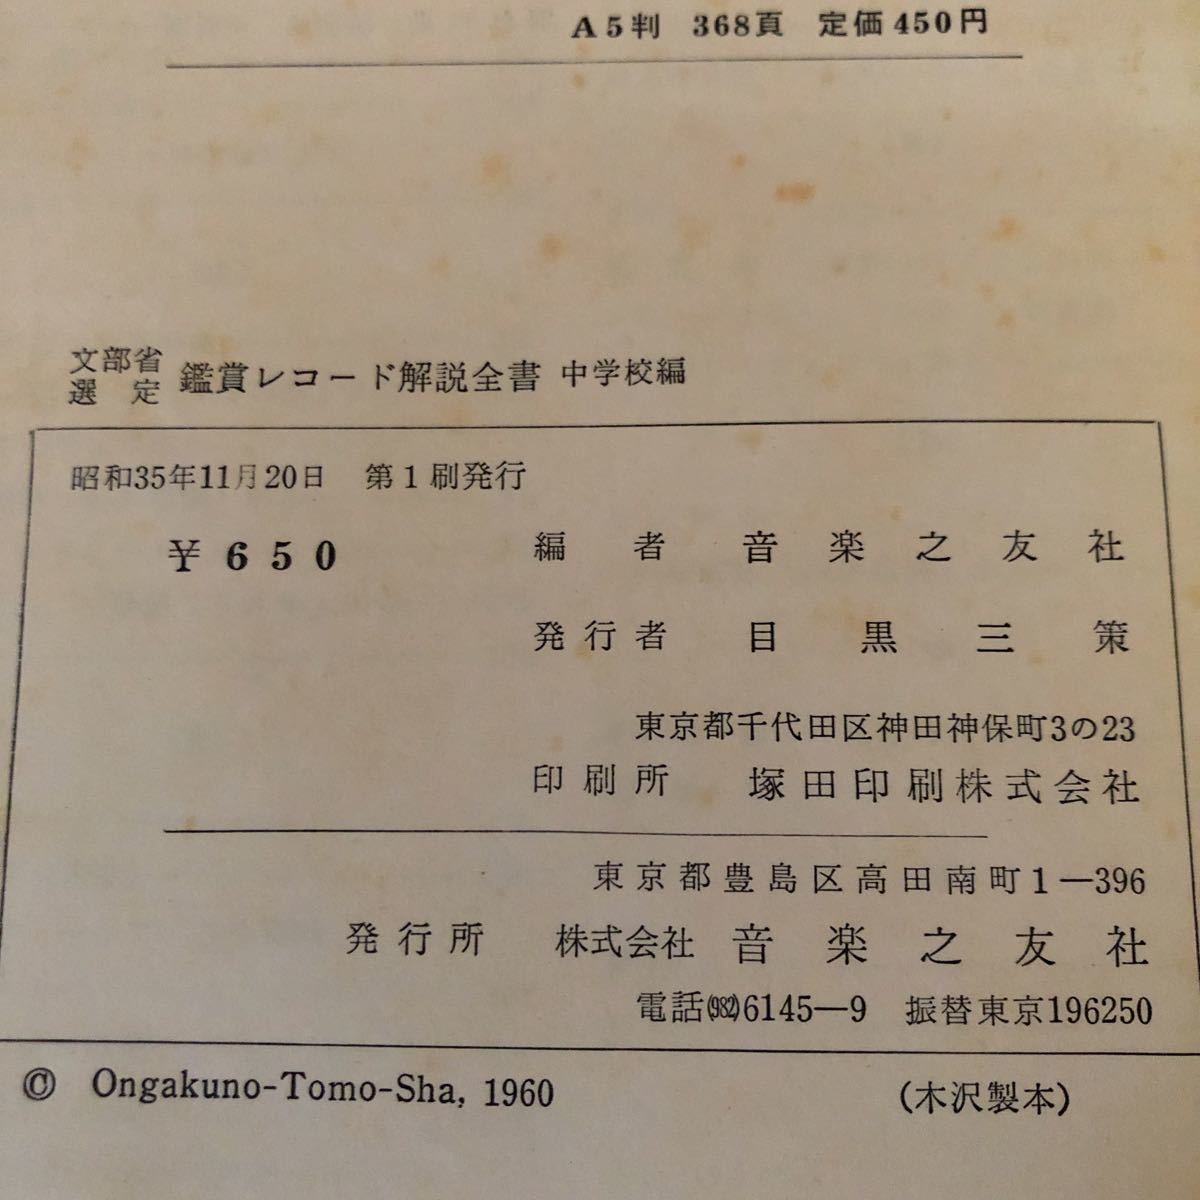 A5判 368頁 定価450円
文部省
選定 鑑賞レコード解説全書 中学校編
昭和35年11月20日 第1刷発行
¥650
編者 音楽之友社
発行者 目黒三策
東京都千代田区神田神保町3の23
印刷所 塚田印刷株式会社
東京都豊島区高田南町1―396
発行所 株式会社 音楽之友社
電話(982)6145―9 振替東京196250
© Ongakuno-Tomo-Sha, 1960
(木沢製本)